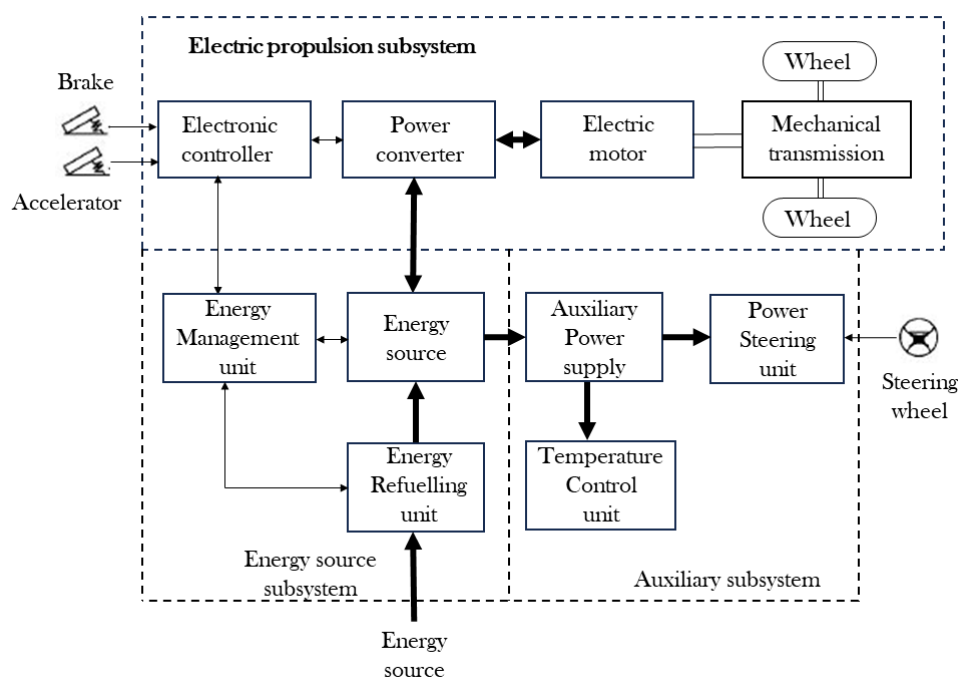 Electric propulsion subsystem
Brake
Accelerator
Electronic
controller
Power
converter
Electric
motor
Wheel
Mechanical
transmission
Wheel
Energy
Management
unit
Energy
source
Auxiliary
Power
supply
Power
Steering
unit
Steering
wheel
Energy
Refuelling
unit
Temperature
Control
unit
Energy source
subsystem
Auxiliary subsystem
Energy
source